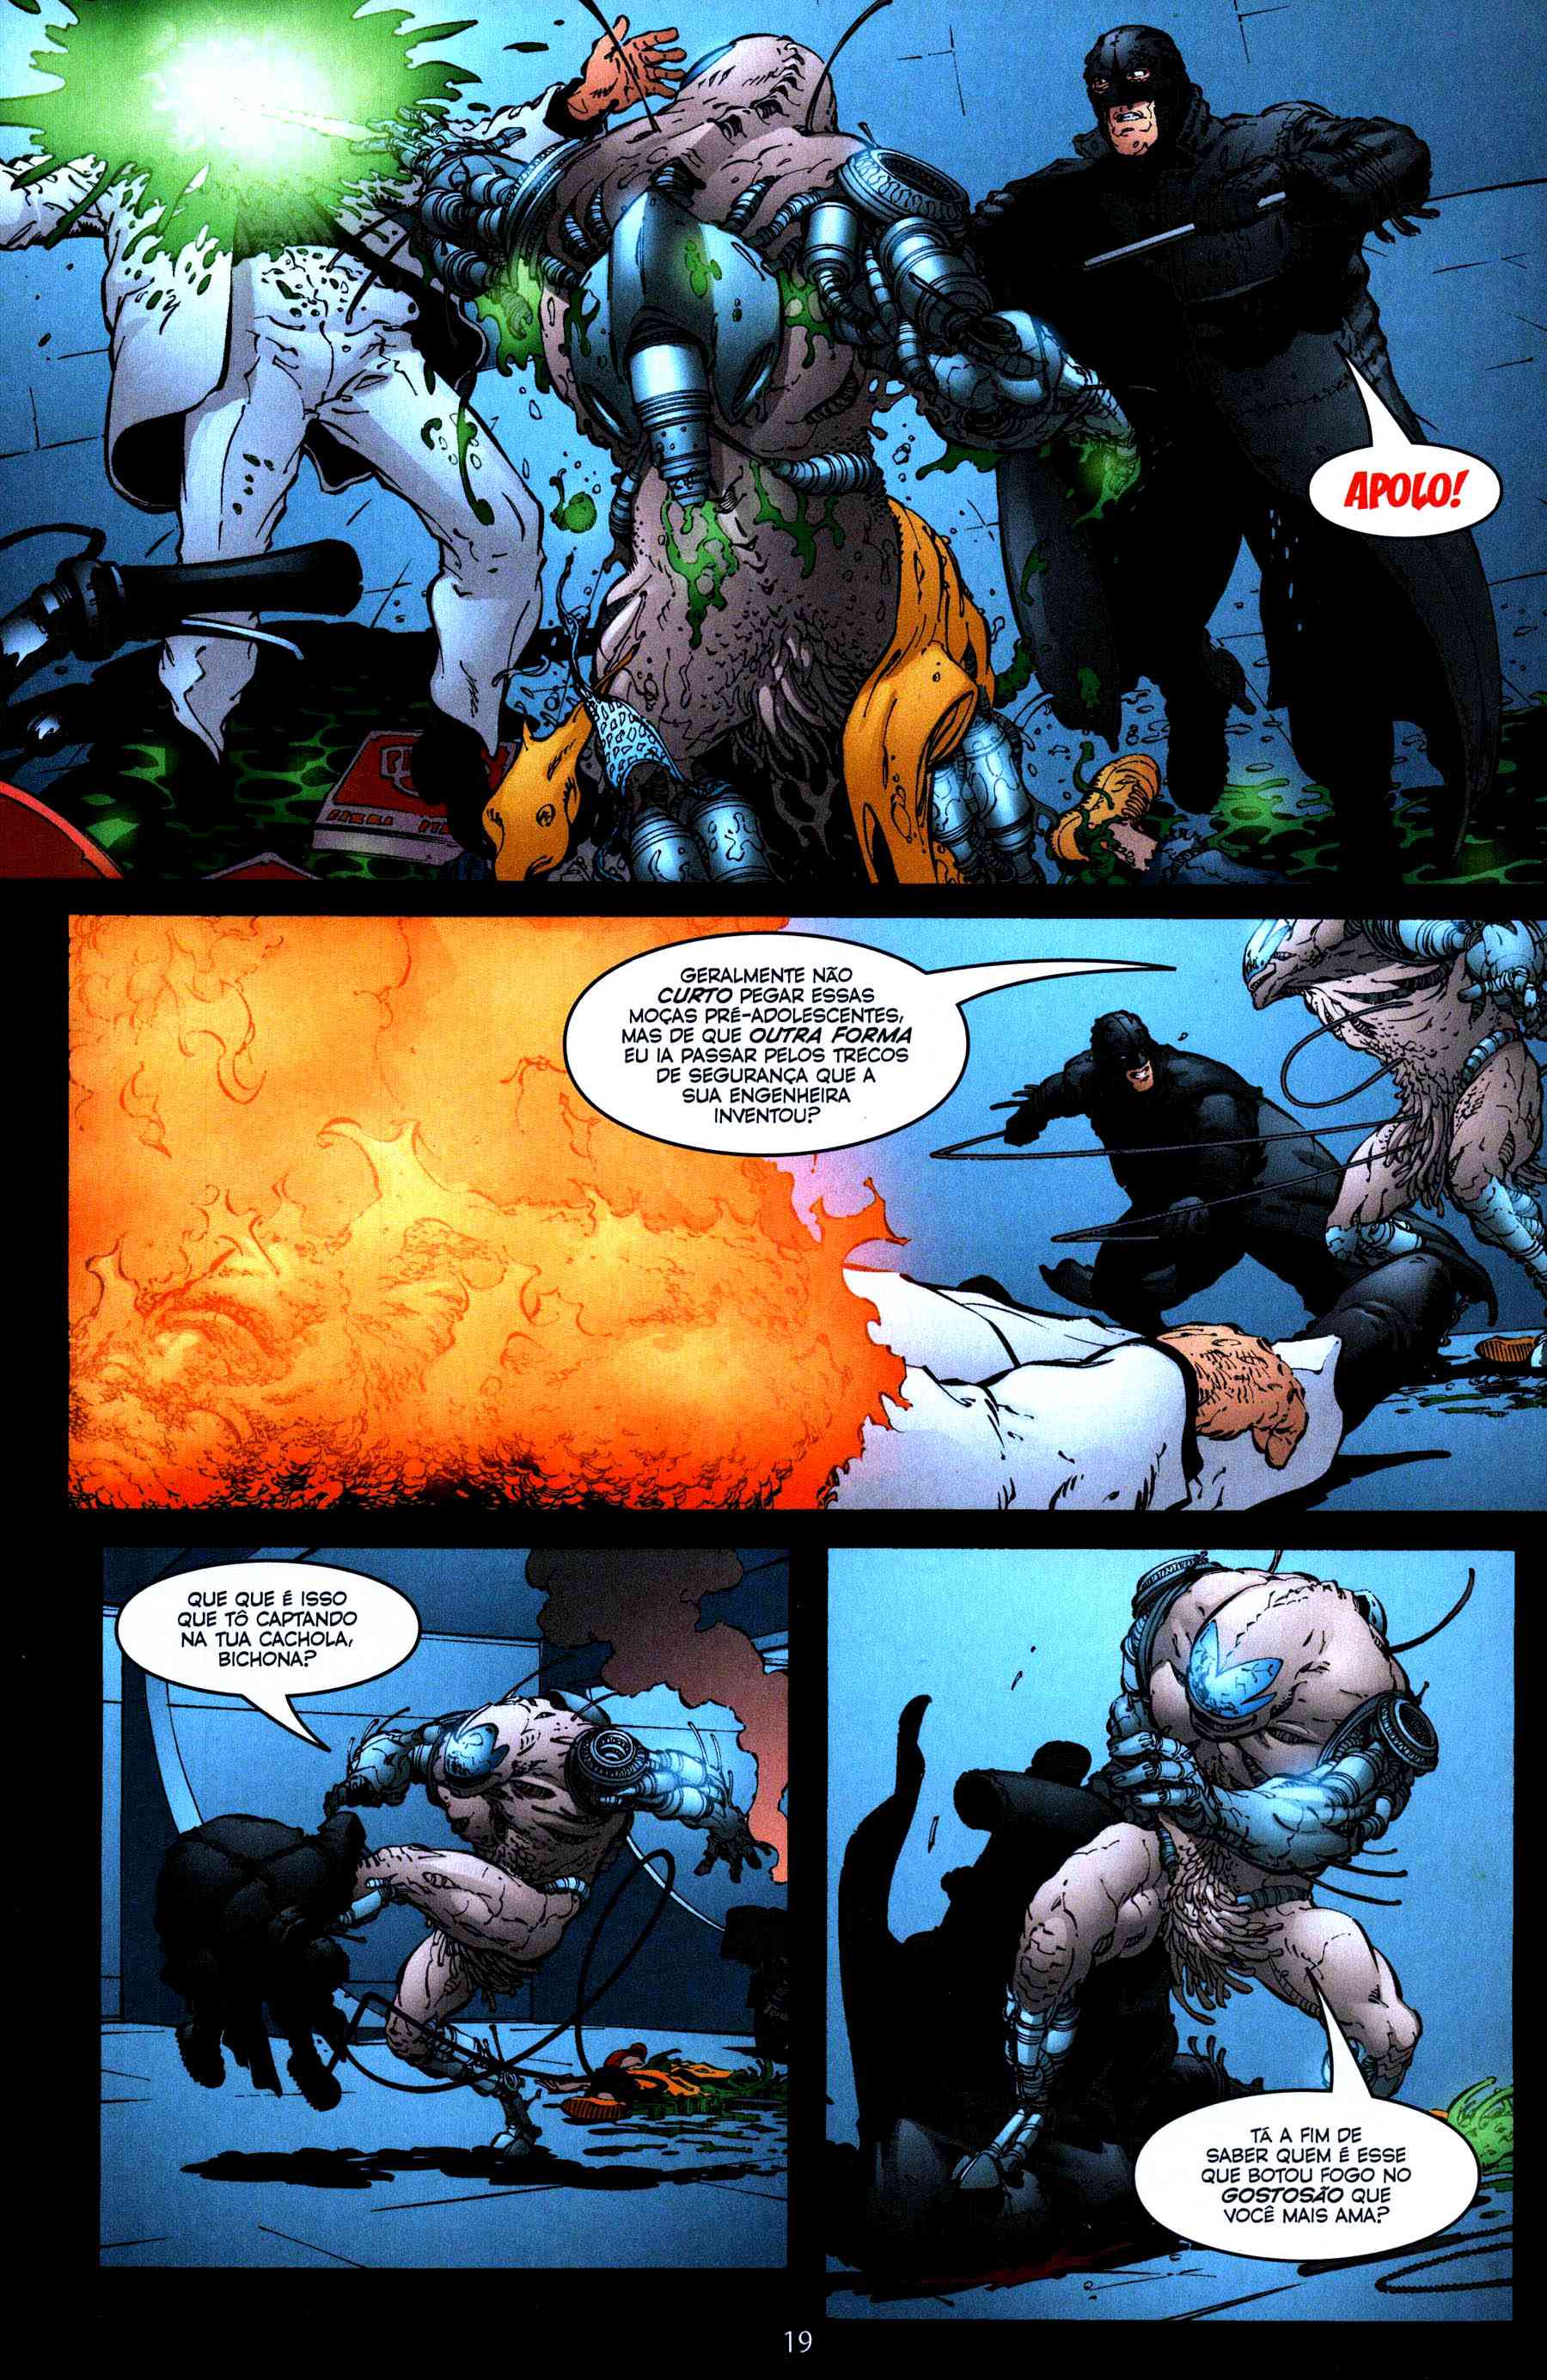 APOLO!
GERALMENTE NÃO
CURTO PEGAR ESSAS
MOÇAS PRÉ-ADOLESCENTES,
MAS DE QUE OUTRA FORMA
EU IA PASSAR PELOS TRECOS
DE SEGURANÇA QUE A
SUA ENGENHEIRA
INVENTOU?
QUE QUE É ISSO
QUE TÔ CAPTANDO
NA TUA CACHOLA,
BICHONA?
TÁ A FIM DE
SABER QUEM É ESSE
QUE BOTOU FOGO NO
GOSTOSÃO QUE
VOCÊ MAIS AMA?
19